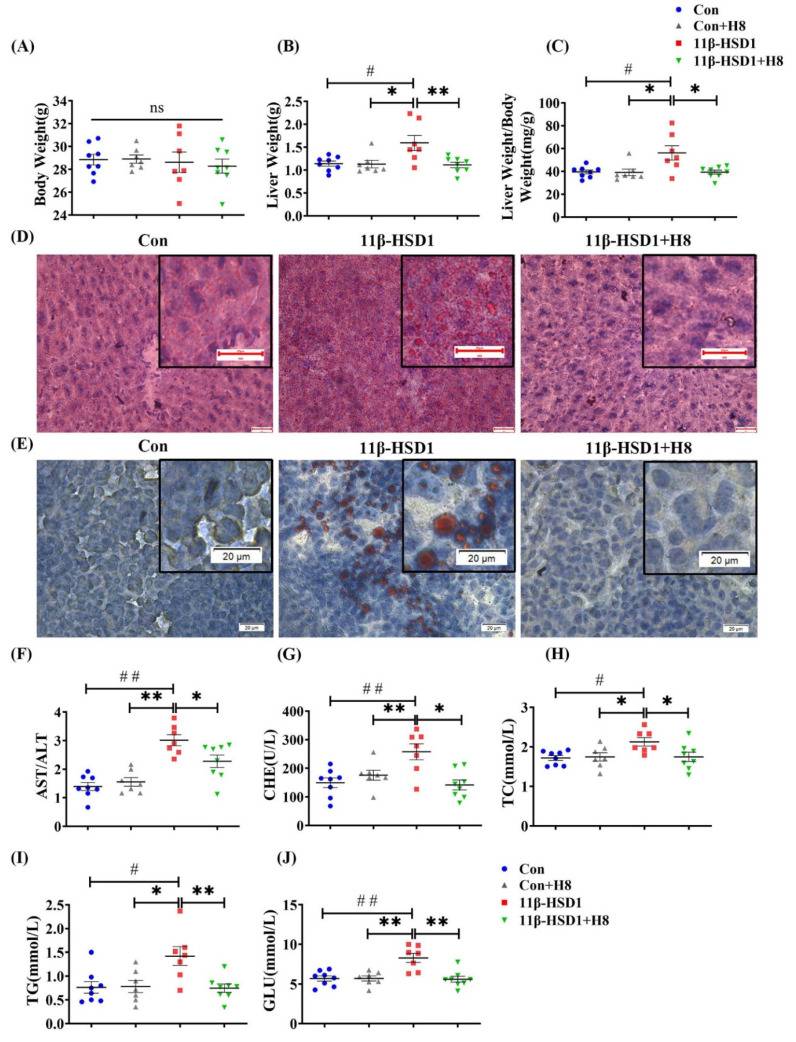 Con
Con+H8
11β-HSD1
11β-HSD1+H8
(A)
(B)
(C)
ns
Body Weight(g)
34
32
30
28
26
24
#
* **
Liver Weight(g)
2.5
2.0
1.5
1.0
0.5
0.0
#
* *
Liver Weight/Body
Weight(mg/g)
100
80
60
40
20
0
(D)
Con
11β-HSD1
11β-HSD1+H8
(E)
Con
11β-HSD1
11β-HSD1+H8
20 μm
20 μm
20 μm
20 μm
20 μm
20 μm
(F)
(G)
(H)
# #
** *
AST/ALT
4
3
2
1
0
# #
** *
CHE(U/L)
400
300
200
100
0
#
* *
TC(mmol/L)
3
2
1
0
(I)
(J)
#
* **
TG(mmol/L)
2.5
2.0
1.5
1.0
0.5
0.0
# #
** **
GLU(mmol/L)
15
10
5
0
Con
Con+H8
11β-HSD1
11β-HSD1+H8